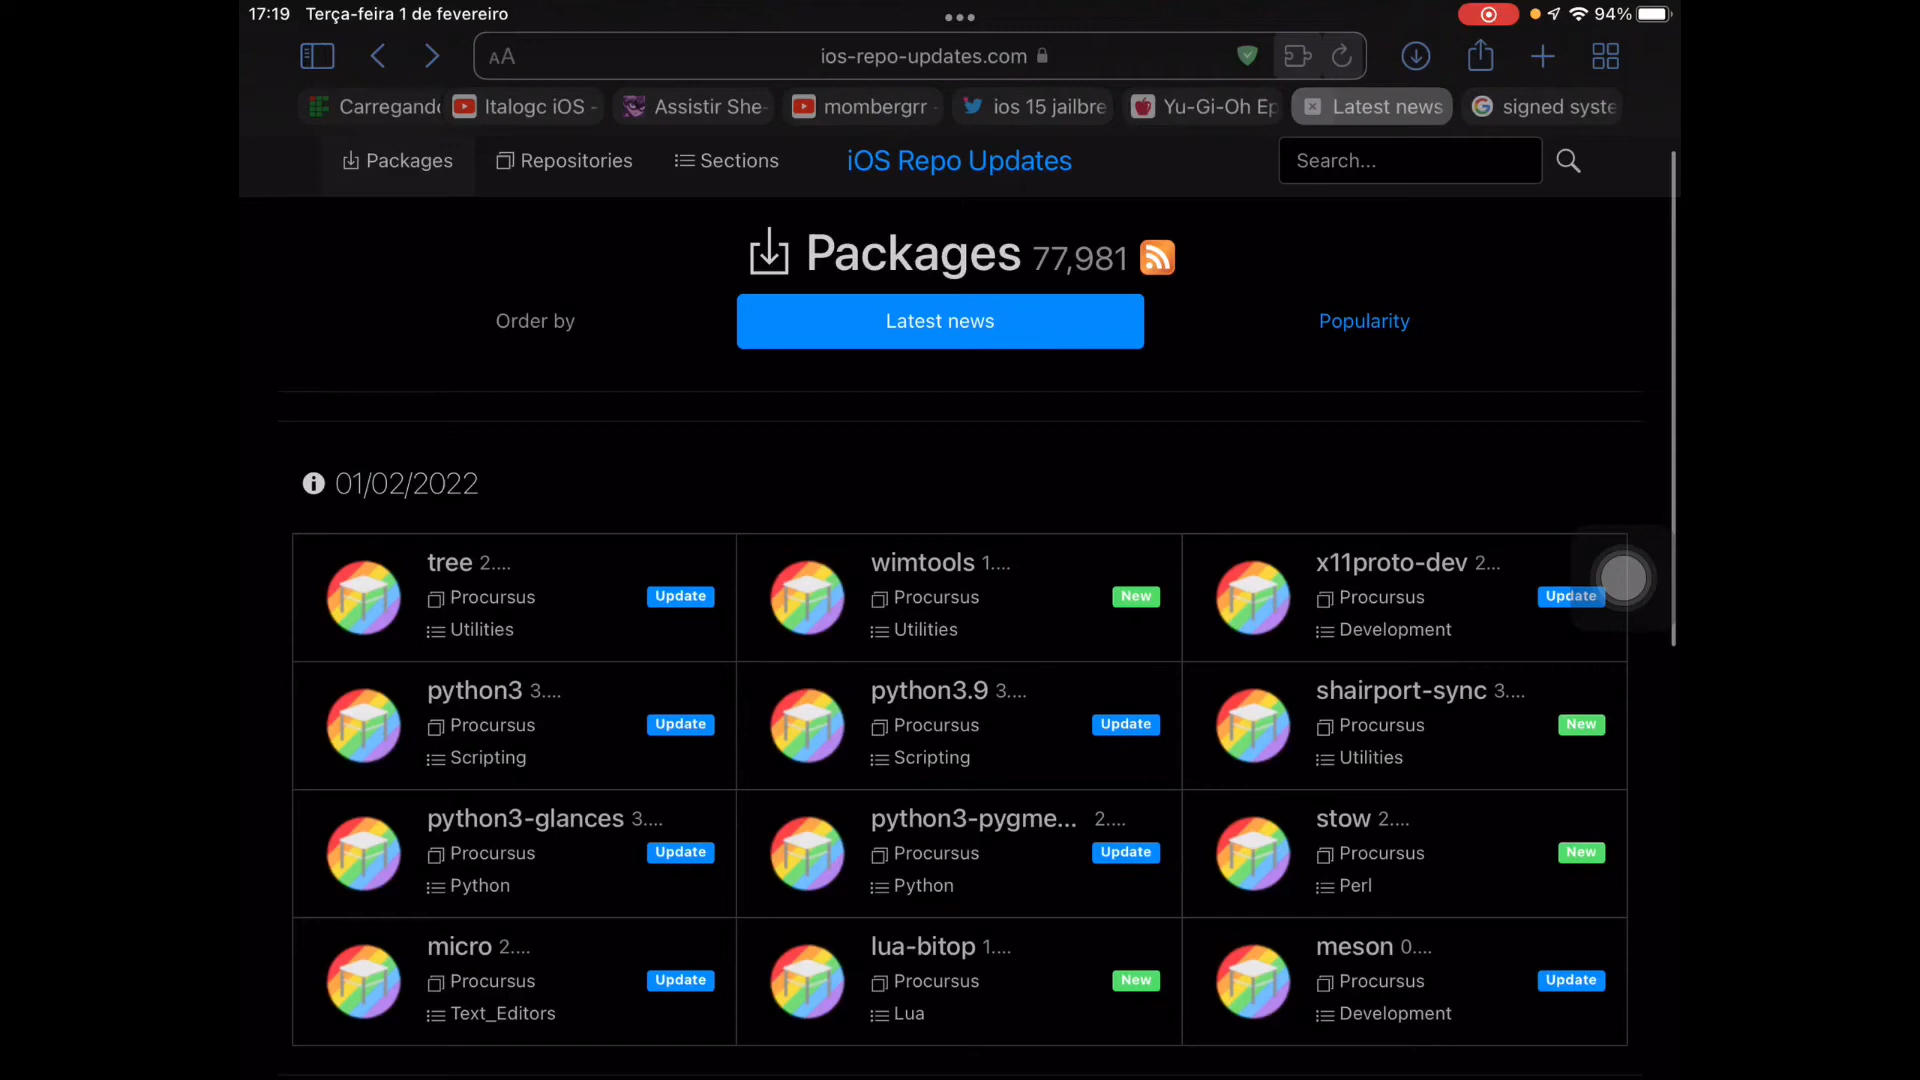 17:19 Terça-feira 1 de fevereiro
94%
AA ios-repo-updates.com
Carregando Italogc iOS - Assistir She- mombergrr - ios 15 jailbre Yu-Gi-Oh Ep Latest news signed syste
Packages Repositories Sections iOS Repo Updates Search...
Packages 77,981
Order by Latest news Popularity
01/02/2022
tree 2.... wimtools 1.... x11proto-dev 2...
Procursus Update Procursus New Procursus Update
Utilities Utilities Development
python3 3.... python3.9 3.... shairport-sync 3....
Procursus Update Procursus Update Procursus New
Scripting Scripting Utilities
python3-glances 3.... python3-pygme... 2.... stow 2....
Procursus Update Procursus Update Procursus New
Python Python Perl
micro 2.... lua-bitop 1.... meson 0....
Procursus Update Procursus New Procursus Update
Text_Editors Lua Development